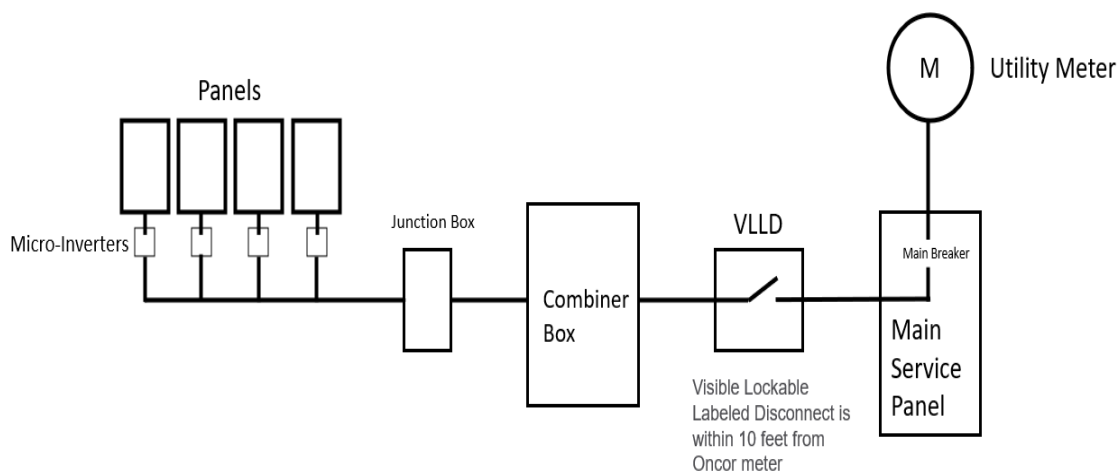 M
Utility Meter
Panels
Micro-Inverters
Junction Box
VLLD
Main Breaker
Combiner
Box
Main
Service
Panel
Visible Lockable
Labeled Disconnect is
within 10 feet from
Oncor meter